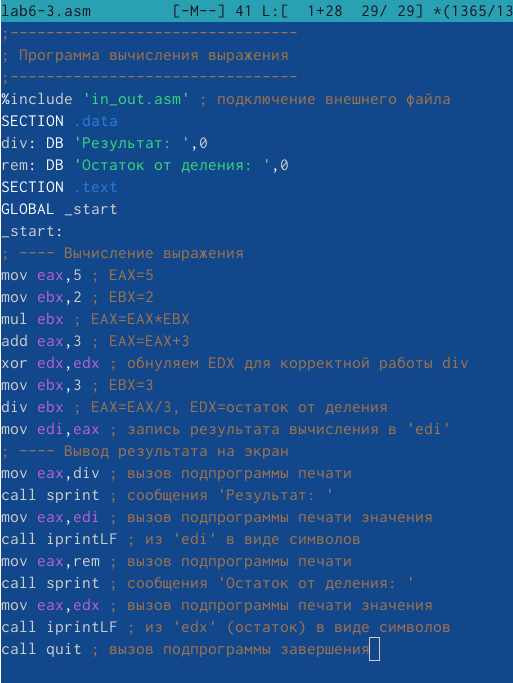 lab6-3.asm [-M--] 41 L:[ 1+28 29/ 29] *(1365/13
;--------------------------------
; Программа вычисления выражения
;--------------------------------
%include 'in_out.asm' ; подключение внешнего файла
SECTION .data
div: DB 'Результат: ',0
rem: DB 'Остаток от деления: ',0
SECTION .text
GLOBAL _start
_start:
; ---- Вычисление выражения
mov eax,5 ; EAX=5
mov ebx,2 ; EBX=2
mul ebx ; EAX=EAX*EBX
add eax,3 ; EAX=EAX+3
xor edx,edx ; обнуляем EDX для корректной работы div
mov ebx,3 ; EBX=3
div ebx ; EAX=EAX/3, EDX=остаток от деления
mov edi,eax ; запись результата вычисления в 'edi'
; ---- Вывод результата на экран
mov eax,div ; вызов подпрограммы печати
call sprint ; сообщения 'Результат: '
mov eax,edi ; вызов подпрограммы печати значения
call iprintLF ; из 'edi' в виде символов
mov eax,rem ; вызов подпрограммы печати
call sprint ; сообщения 'Остаток от деления: '
mov eax,edx ; вызов подпрограммы печати значения
call iprintLF ; из 'edx' (остаток) в виде символов
call quit ; вызов подпрограммы завершения